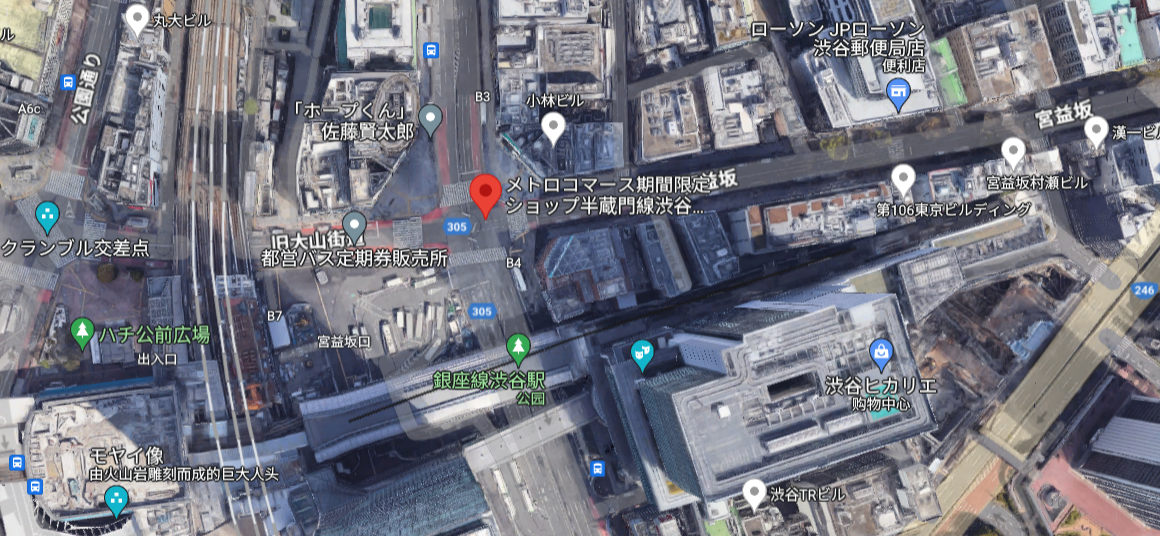 丸大ビル
ル
公園通り
A6c
ローソン JPローソン
渋谷郵便局店
便利店
「ホープくん」
佐藤賢太郎
B3
小林ビル
宮益坂
漢一ビル
メトロコマース期間限定
ショップ半蔵門線渋谷...
益坂
宮益坂村瀬ビル
第106東京ビルディング
305
旧大山街道
都営バス定期券販売所
クランブル交差点
B4
246
305
B7
宮益坂口
ハチ公前広場
出入口
銀座線渋谷駅
公园
渋谷ヒカリエ
购物中心
モヤイ像
由火山岩雕刻而成的巨大人头
渋谷TRビル